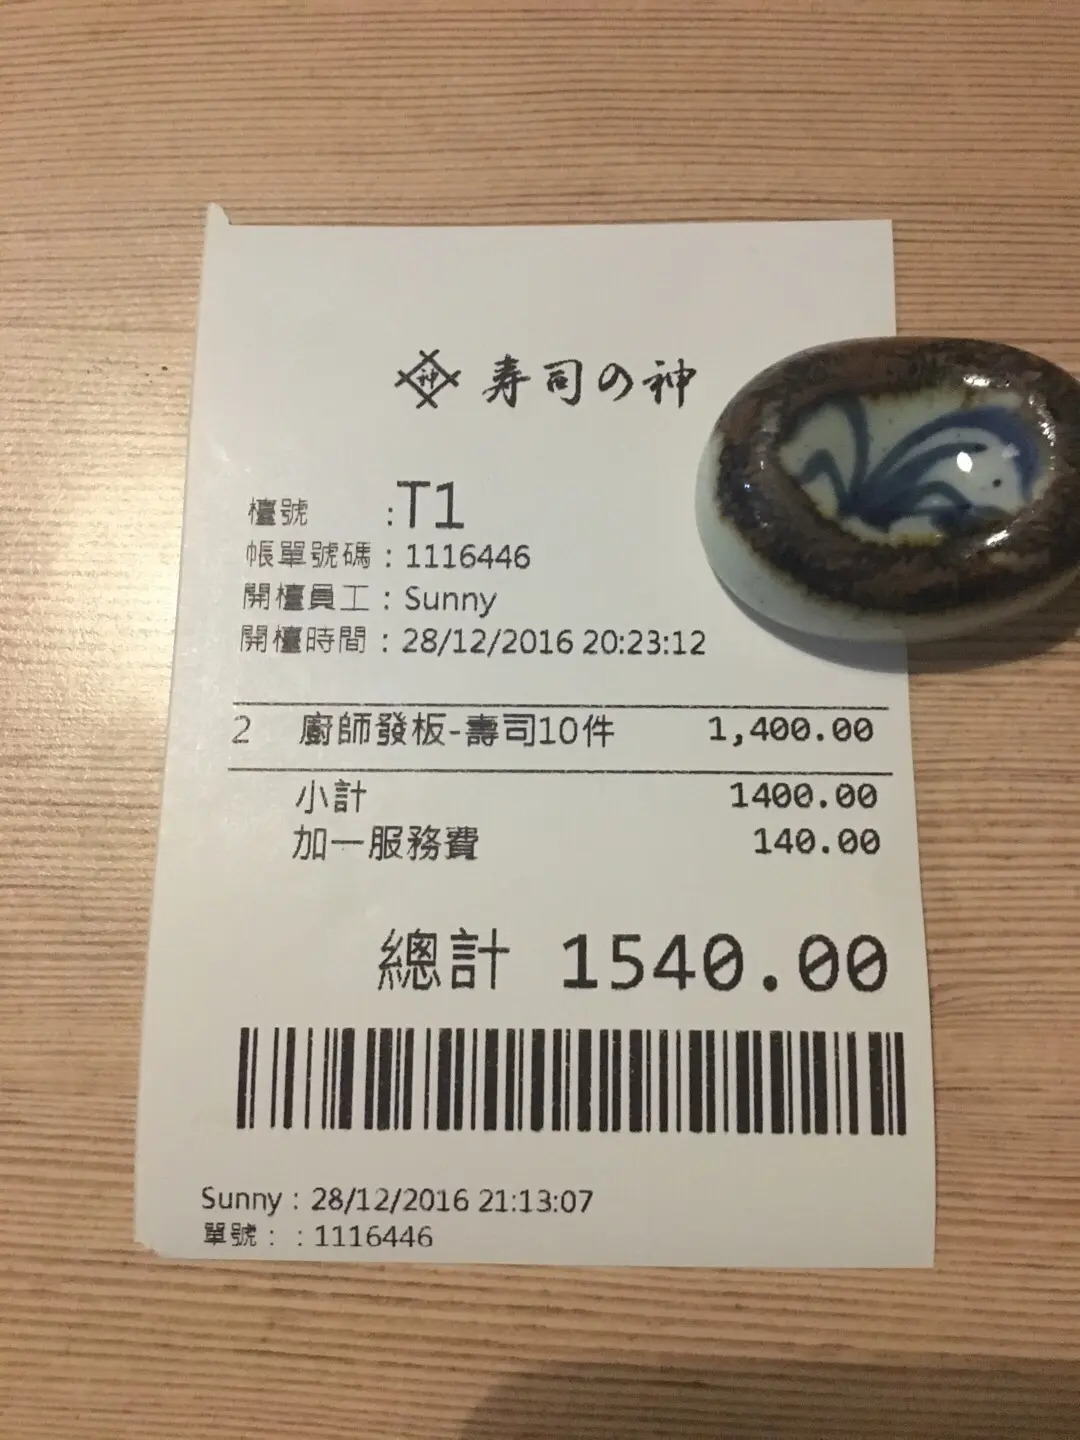 神 寿司の神
檯號 :T1
帳單號碼 : 1116446
開檯員工 : Sunny
開檯時間 : 28/12/2016 20:23:12
2 廚師發板-壽司10件 1,400.00
小計 1400.00
加一服務費 140.00
總計 1540.00
Sunny : 28/12/2016 21:13:07
單號: : 1116446